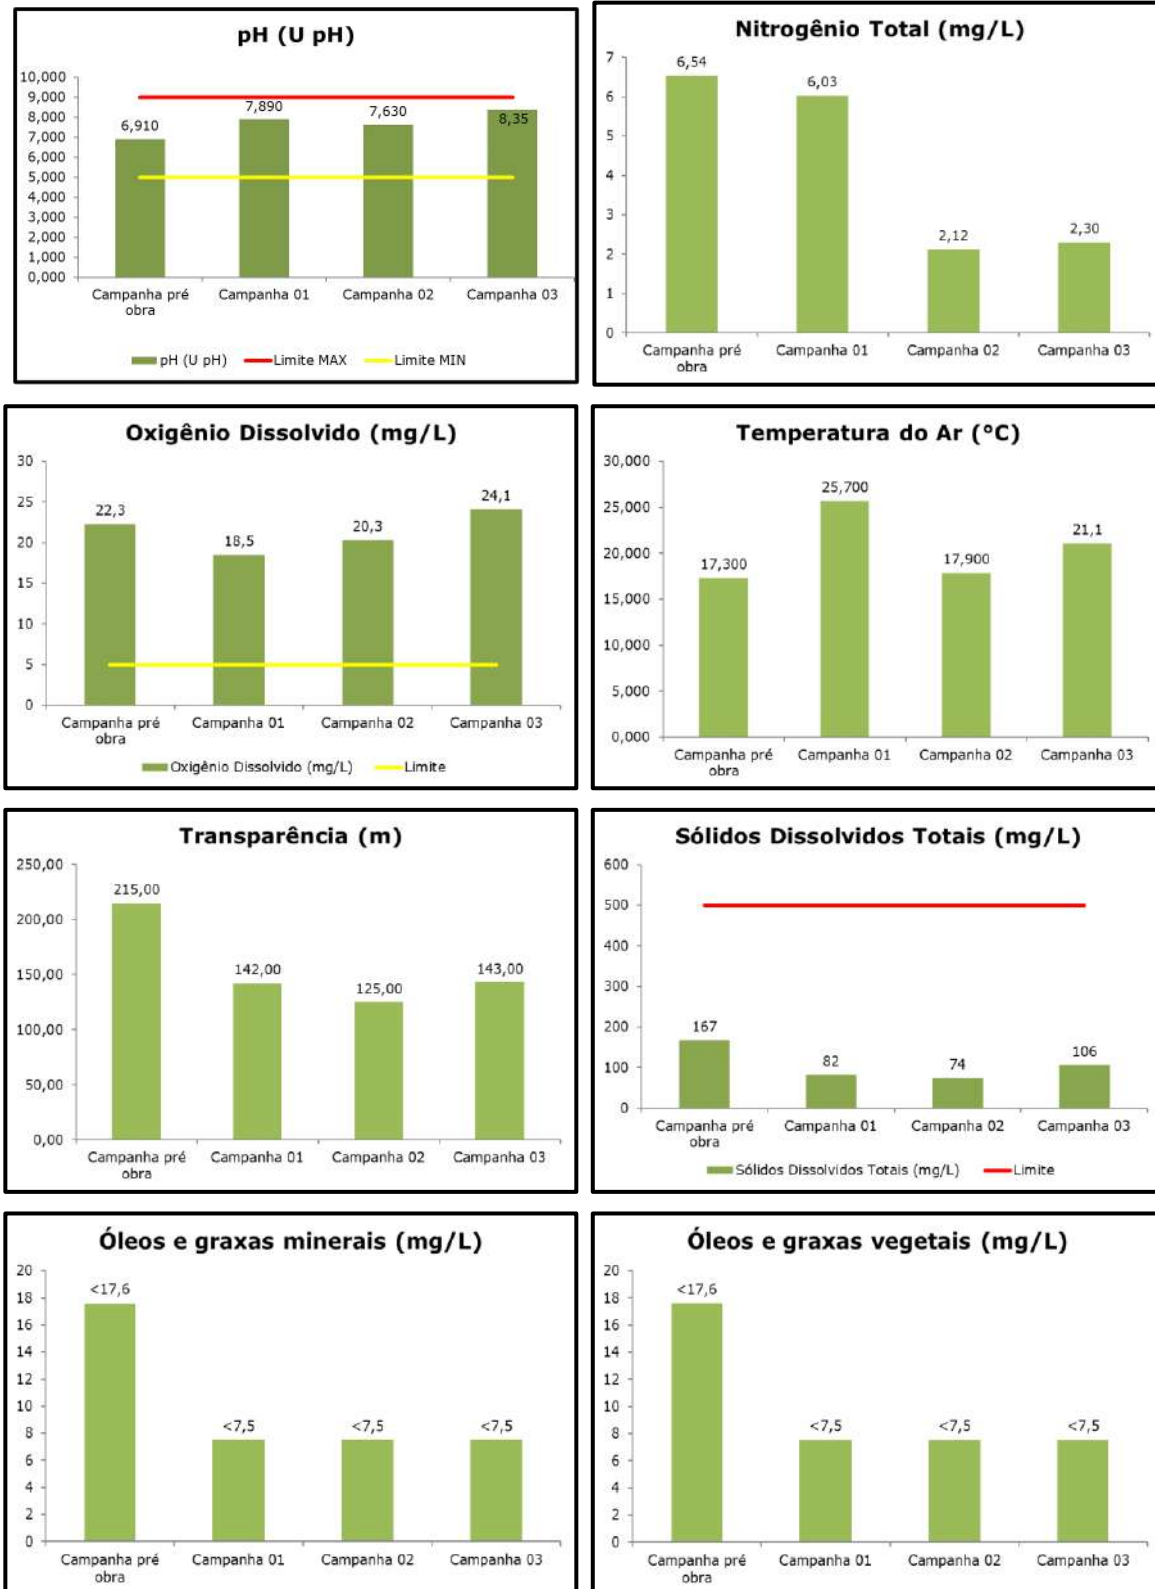 pH (U pH)
10,000
9,000
8,000
7,000
6,000
5,000
4,000
3,000
2,000
1,000
0,000
6,910
7,890
7,630
8,35
Campanha pré
obra
Campanha 01
Campanha 02
Campanha 03
pH (U pH)
Limite MAX
Limite MIN
Nitrogênio Total (mg/L)
7
6
5
4
3
2
1
0
6,54
6,03
2,12
2,30
Campanha pré
obra
Campanha 01
Campanha 02
Campanha 03
Oxigênio Dissolvido (mg/L)
30
25
20
15
10
5
0
22,3
18,5
20,3
24,1
Campanha pré
obra
Campanha 01
Campanha 02
Campanha 03
Oxigênio Dissolvido (mg/L)
Limite
Temperatura do Ar (°C)
30,000
25,000
20,000
15,000
10,000
5,000
0,000
17,300
25,700
17,900
21,1
Campanha pré
obra
Campanha 01
Campanha 02
Campanha 03
Transparência (m)
250,00
200,00
150,00
100,00
50,00
0,00
215,00
142,00
125,00
143,00
Campanha pré
obra
Campanha 01
Campanha 02
Campanha 03
Sólidos Dissolvidos Totais (mg/L)
600
500
400
300
200
100
0
167
82
74
106
Campanha pré
obra
Campanha 01
Campanha 02
Campanha 03
Sólidos Dissolvidos Totais (mg/L)
Limite
Óleos e graxas minerais (mg/L)
20
18
16
14
12
10
8
6
4
2
0
<17,6
<7,5
<7,5
<7,5
Campanha pré
obra
Campanha 01
Campanha 02
Campanha 03
Óleos e graxas vegetais (mg/L)
20
18
16
14
12
10
8
6
4
2
0
<17,6
<7,5
<7,5
<7,5
Campanha pré
obra
Campanha 01
Campanha 02
Campanha 03